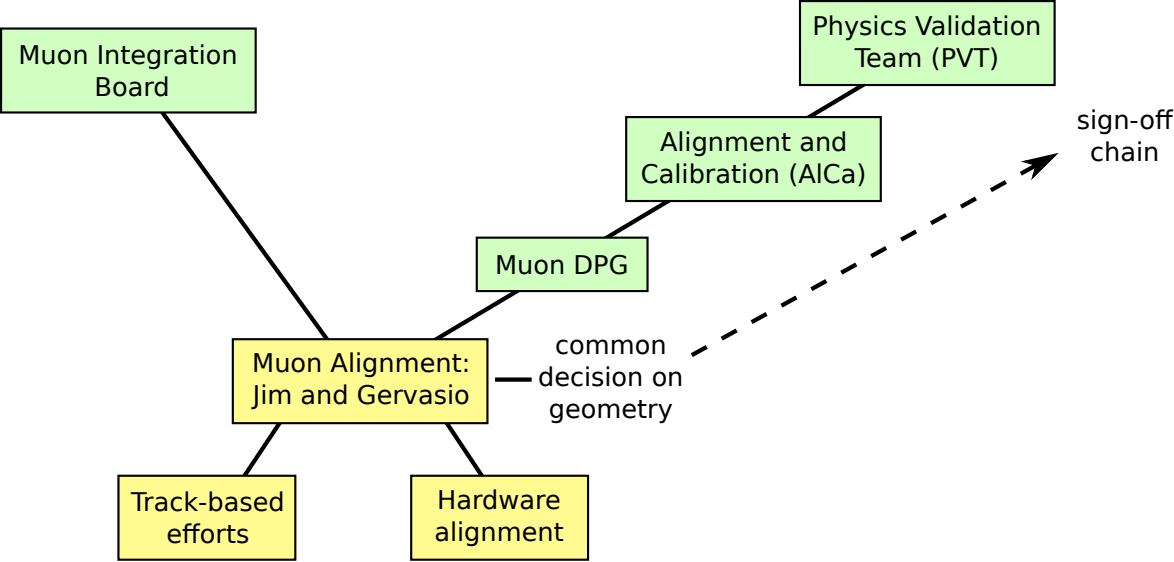 Physics Validation
Team (PVT)
Muon Integration
Board
sign-off
chain
Alignment and
Calibration (AlCa)
Muon DPG
common
decision on
geometry
Muon Alignment:
Jim and Gervasio
Track-based
efforts
Hardware
alignment